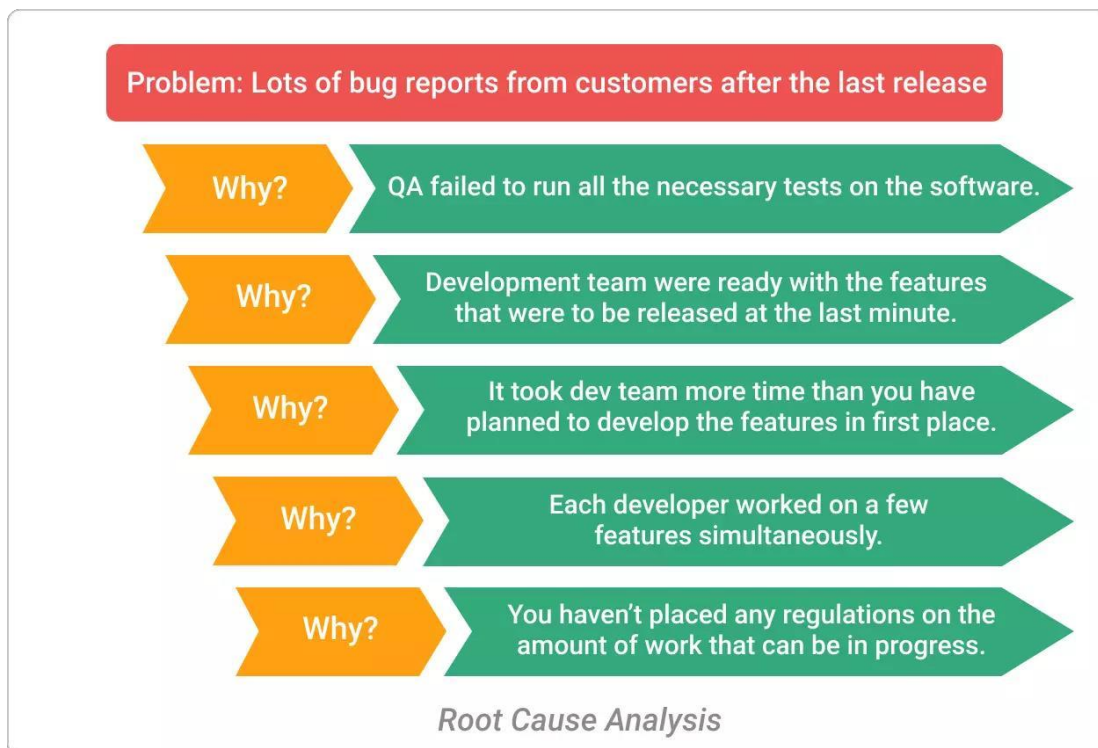 Problem: Lots of bug reports from customers after the last release
Why?
QA failed to run all the necessary tests on the software.
Why?
Development team were ready with the features
that were to be released at the last minute.
Why?
It took dev team more time than you have
planned to develop the features in first place.
Why?
Each developer worked on a few
features simultaneously.
Why?
You haven’t placed any regulations on the
amount of work that can be in progress.
Root Cause Analysis